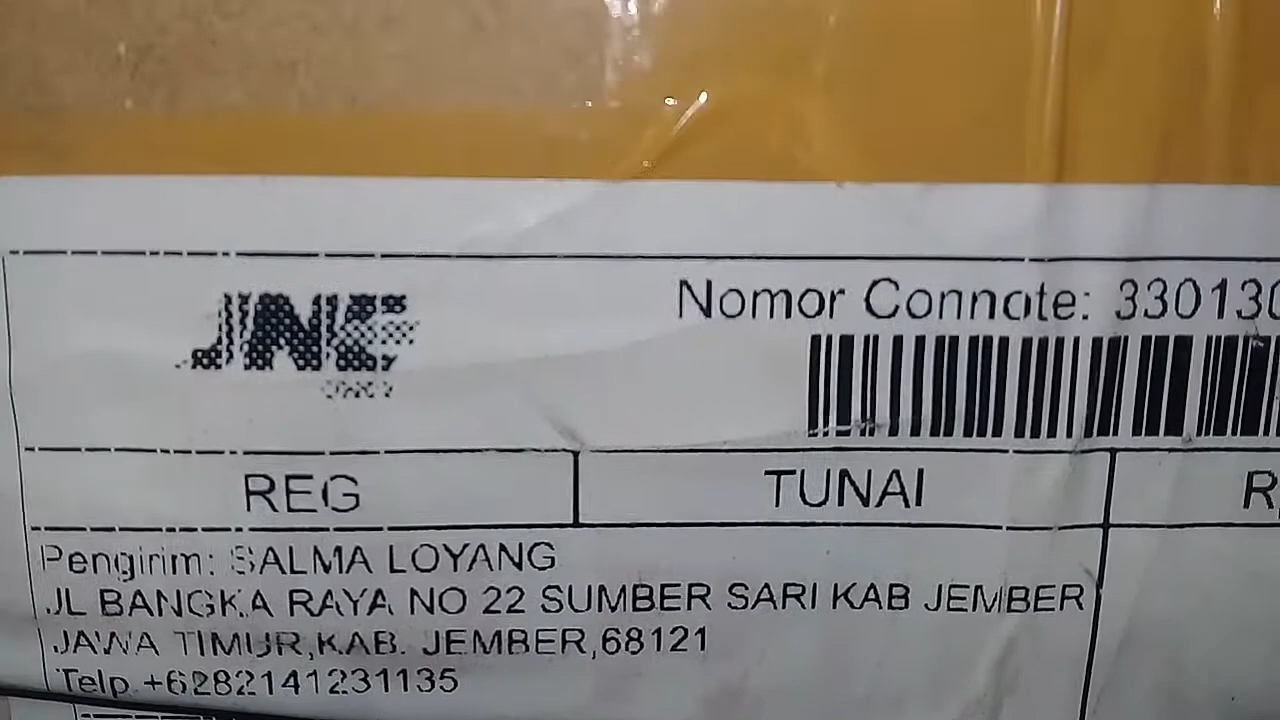 JNE
Nomor Connote: 330130
REG
TUNAI
R
Pengirim: SALMA LOYANG
JL BANGKA RAYA NO 22 SUMBER SARI KAB JEMBER
JAWA TIMUR,KAB. JEMBER,68121
Telp.+6282141231135